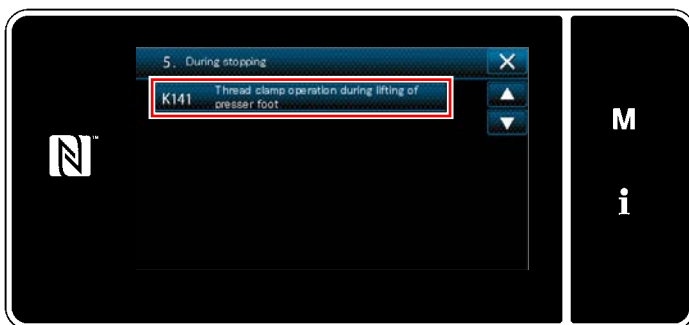 5. During stopping
K141 Thread clamp operation during lifting of
presser foot
M
i